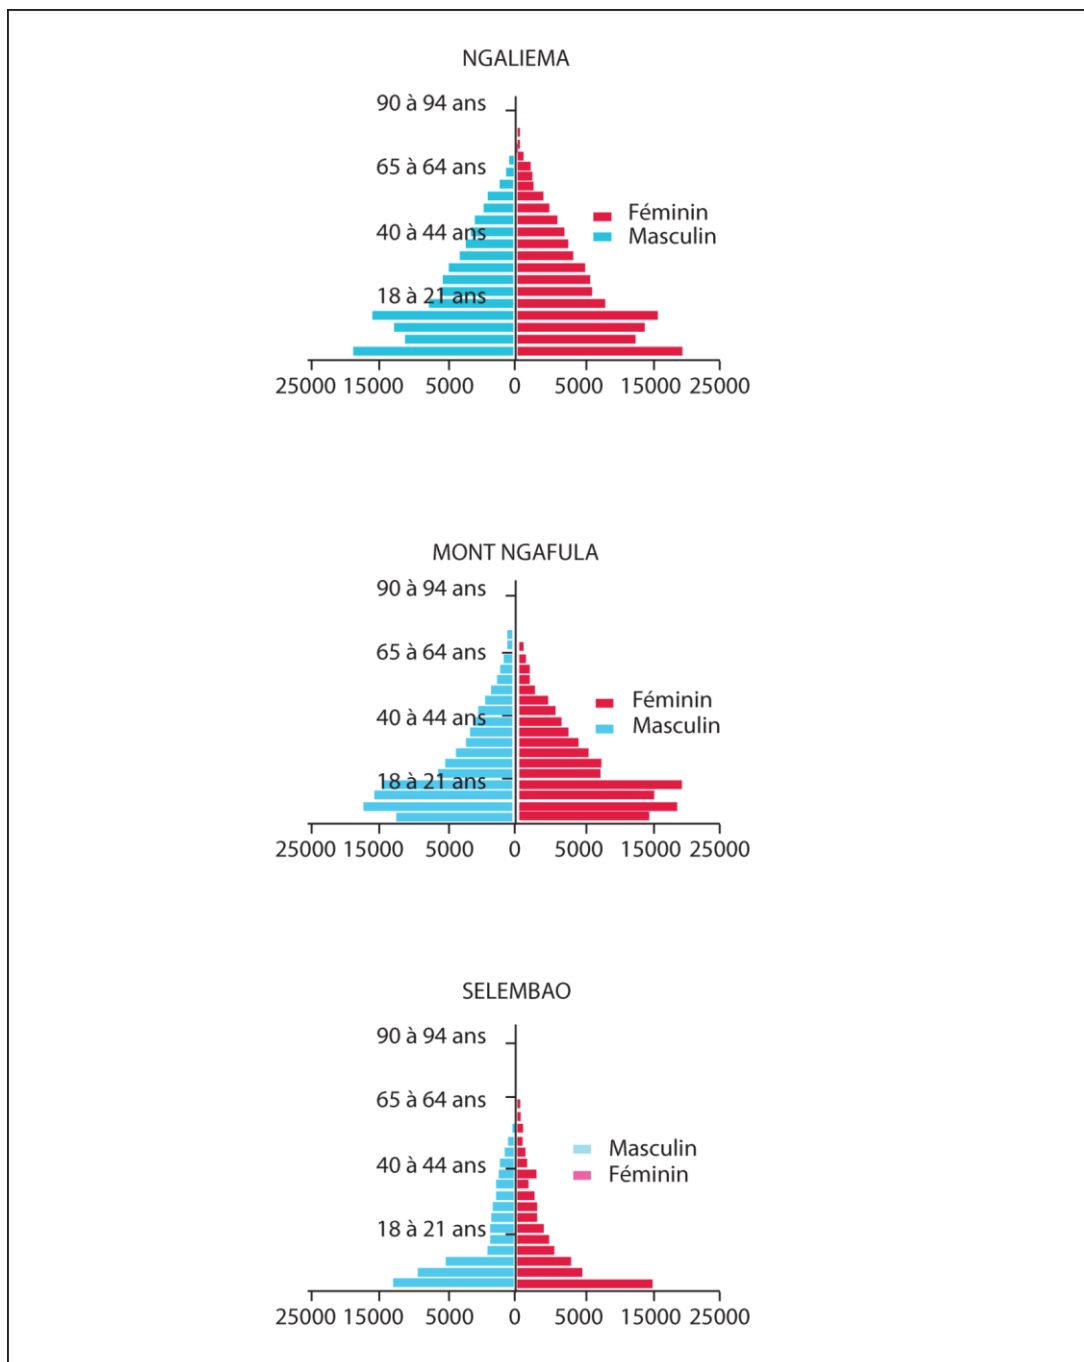 NGALIEMA
90 à 94 ans
65 à 64 ans
Féminin
40 à 44 ans
Masculin
18 à 21 ans
25000 15000 5000 0 5000 15000 25000
MONT NGAFULA
90 à 94 ans
65 à 64 ans
Féminin
40 à 44 ans
Masculin
18 à 21 ans
25000 15000 5000 0 5000 15000 25000
SELEMBAO
90 à 94 ans
65 à 64 ans
Masculin
40 à 44 ans
Féminin
18 à 21 ans
25000 15000 5000 0 5000 15000 25000